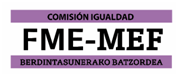 COMISIÓN IGUALDAD
FME-MEF
BERDINTASUNERAKO BATZORDEA